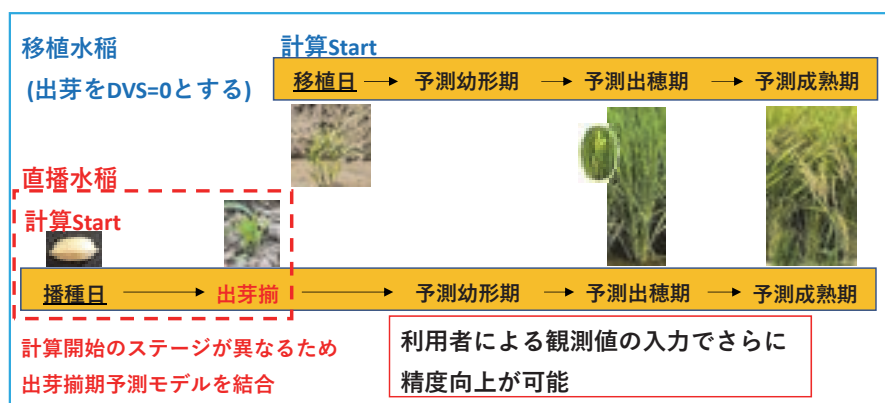 移植水稲
(出芽をDVS=0とする)
計算Start
移植日 → 予測幼形期 → 予測出穂期 → 予測成熟期
直播水稲
計算Start
播種日 → 出芽揃 → 予測幼形期 → 予測出穂期 → 予測成熟期
計算開始のステージが異なるため
出芽揃期予測モデルを結合
利用者による観測値の入力でさらに
精度向上が可能